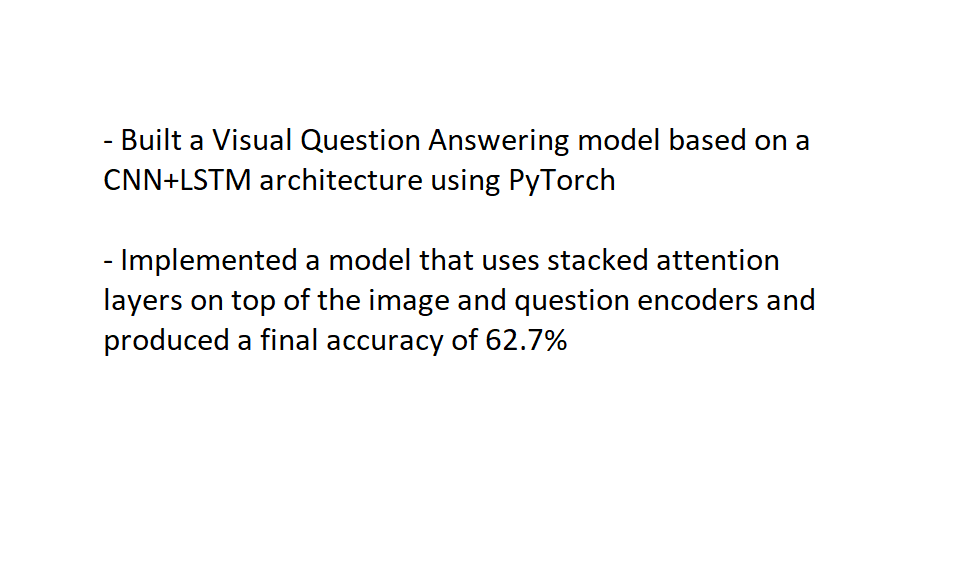 - Built a Visual Question Answering model based on a
CNN+LSTM architecture using PyTorch
- Implemented a model that uses stacked attention
layers on top of the image and question encoders and
produced a final accuracy of 62.7%